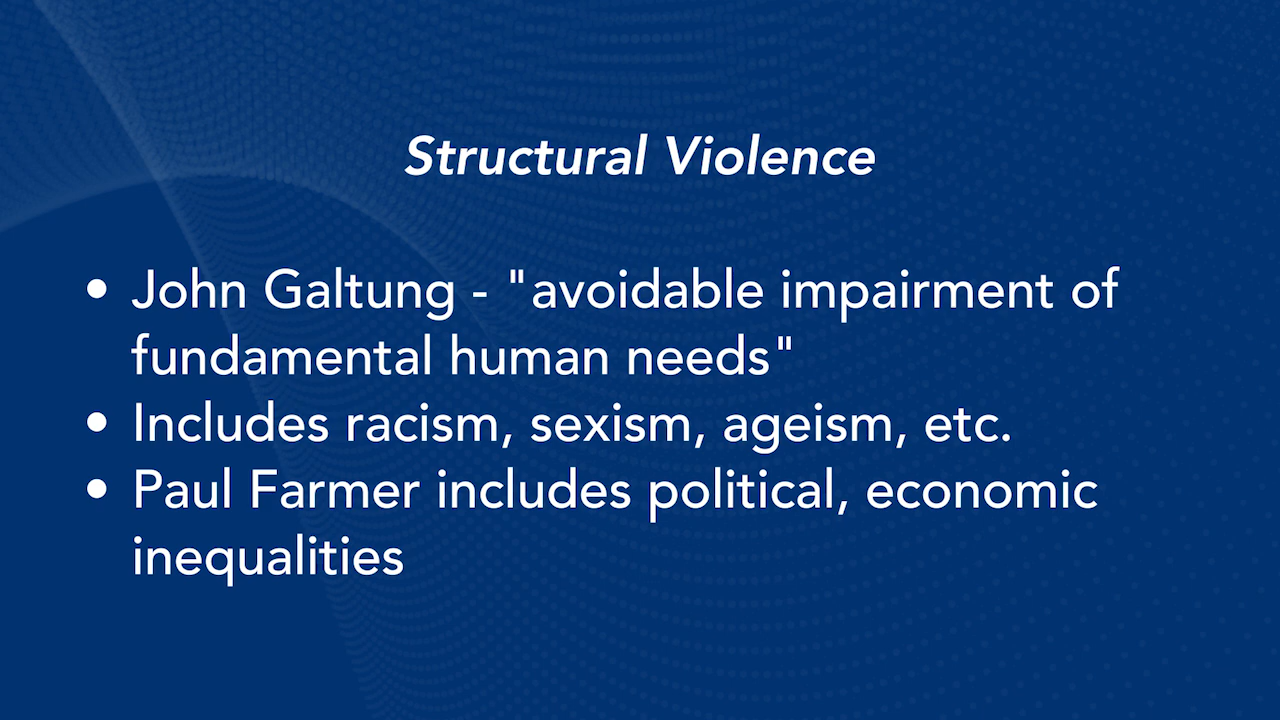 Structural Violence
• John Galtung - "avoidable impairment of
fundamental human needs"
• Includes racism, sexism, ageism, etc.
• Paul Farmer includes political, economic
inequalities